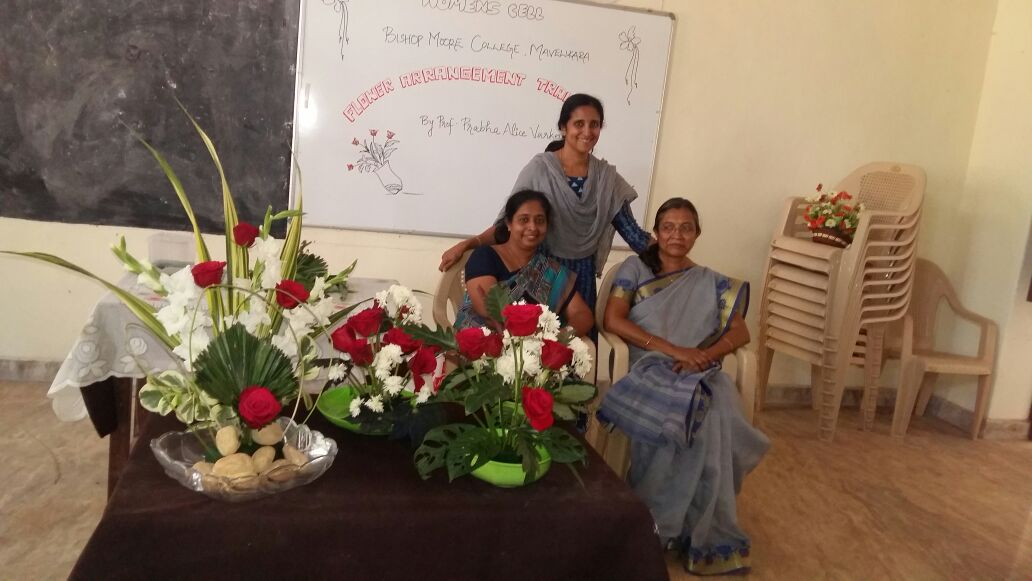 WOMENS CELL
BISHOP MOORE COLLEGE, MAVELIKARA
FLOWER ARRANGEMENT
By Prof. Prabha Alice